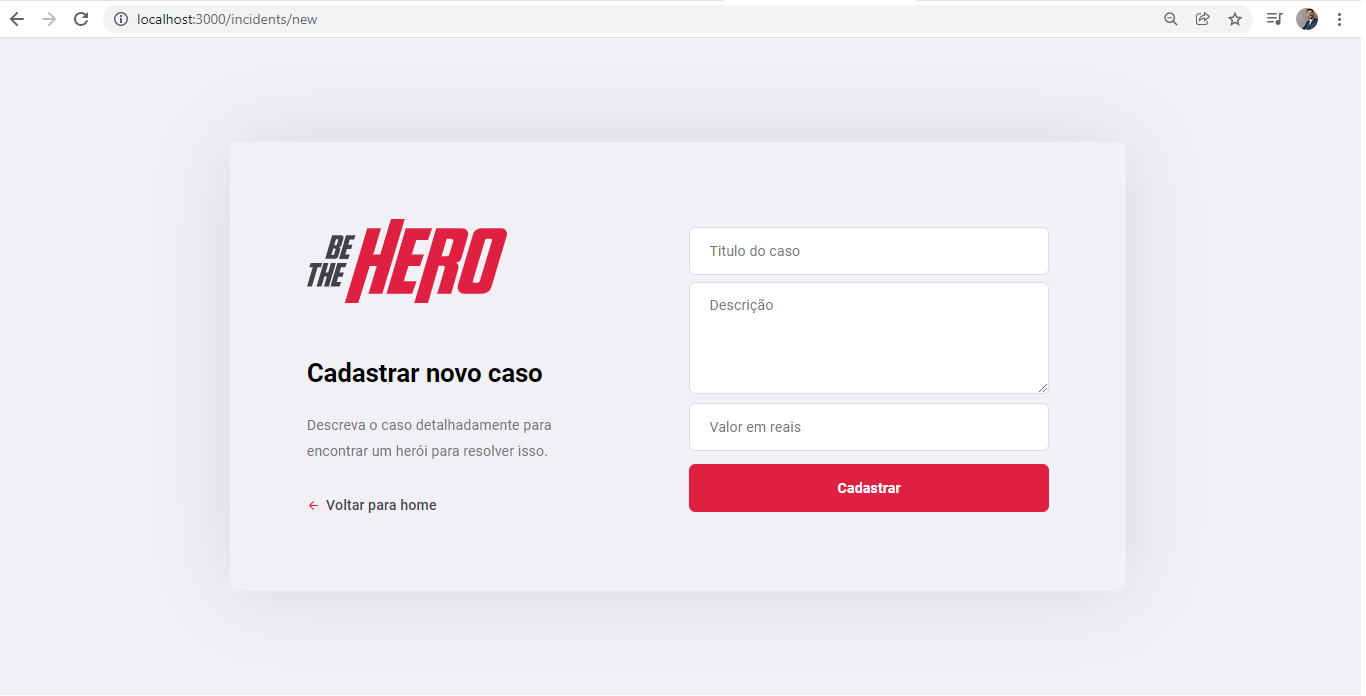 localhost:3000/incidents/new
BE
THE
HERO
Cadastrar novo caso
Descreva o caso detalhadamente para
encontrar um herói para resolver isso.
Voltar para home
Titulo do caso
Descrição
Valor em reais
Cadastrar